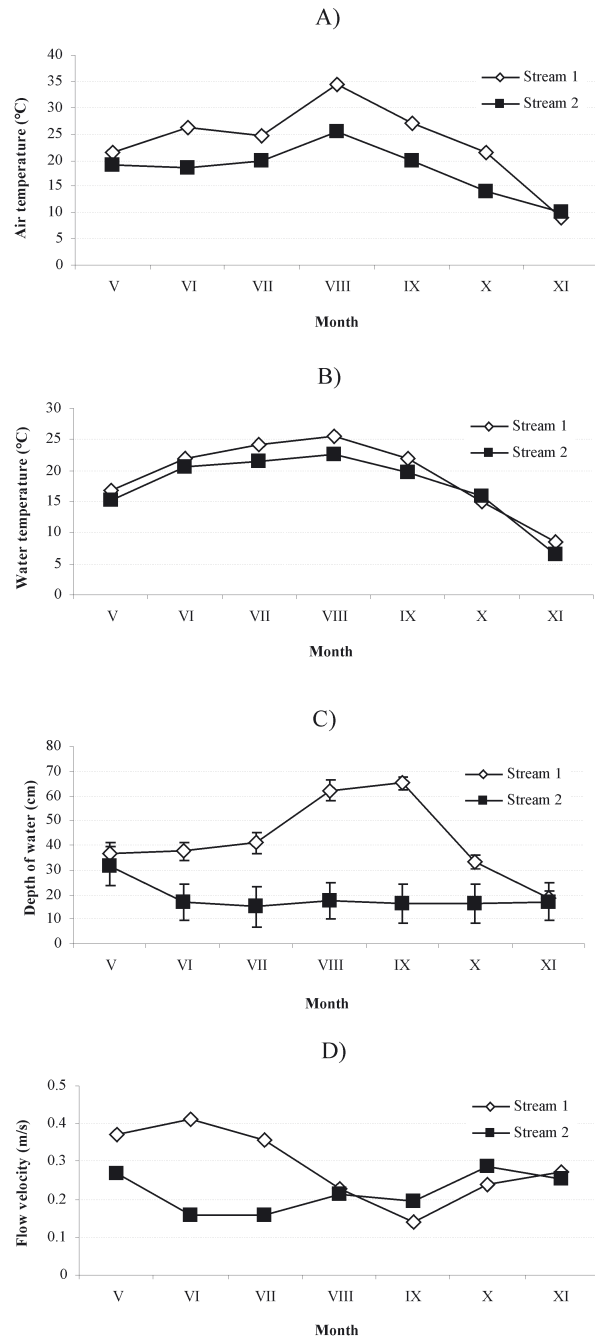 A)
Air temperature (°C)
40
35
30
25
20
15
10
5
0
Stream 1
Stream 2
V VI VII VIII IX X XI
Month
B)
Water temperature (°C)
30
25
20
15
10
5
0
Stream 1
Stream 2
V VI VII VIII IX X XI
Month
C)
Depth of water (cm)
80
70
60
50
40
30
20
10
0
Stream 1
Stream 2
V VI VII VIII IX X XI
Month
D)
Flow velocity (m/s)
0.5
0.4
0.3
0.2
0.1
0
Stream 1
Stream 2
V VI VII VIII IX X XI
Month